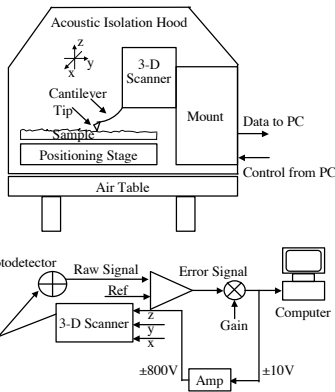 Acoustic Isolation Hood
z
y
x
3-D
Scanner
Cantilever
Tip
Mount
Sample
Data to PC
Positioning Stage
Control from PC
Air Table
otodetector
Raw Signal
Error Signal
Ref
Computer
3-D Scanner
z
y
x
Gain
±800V
±10V
Amp